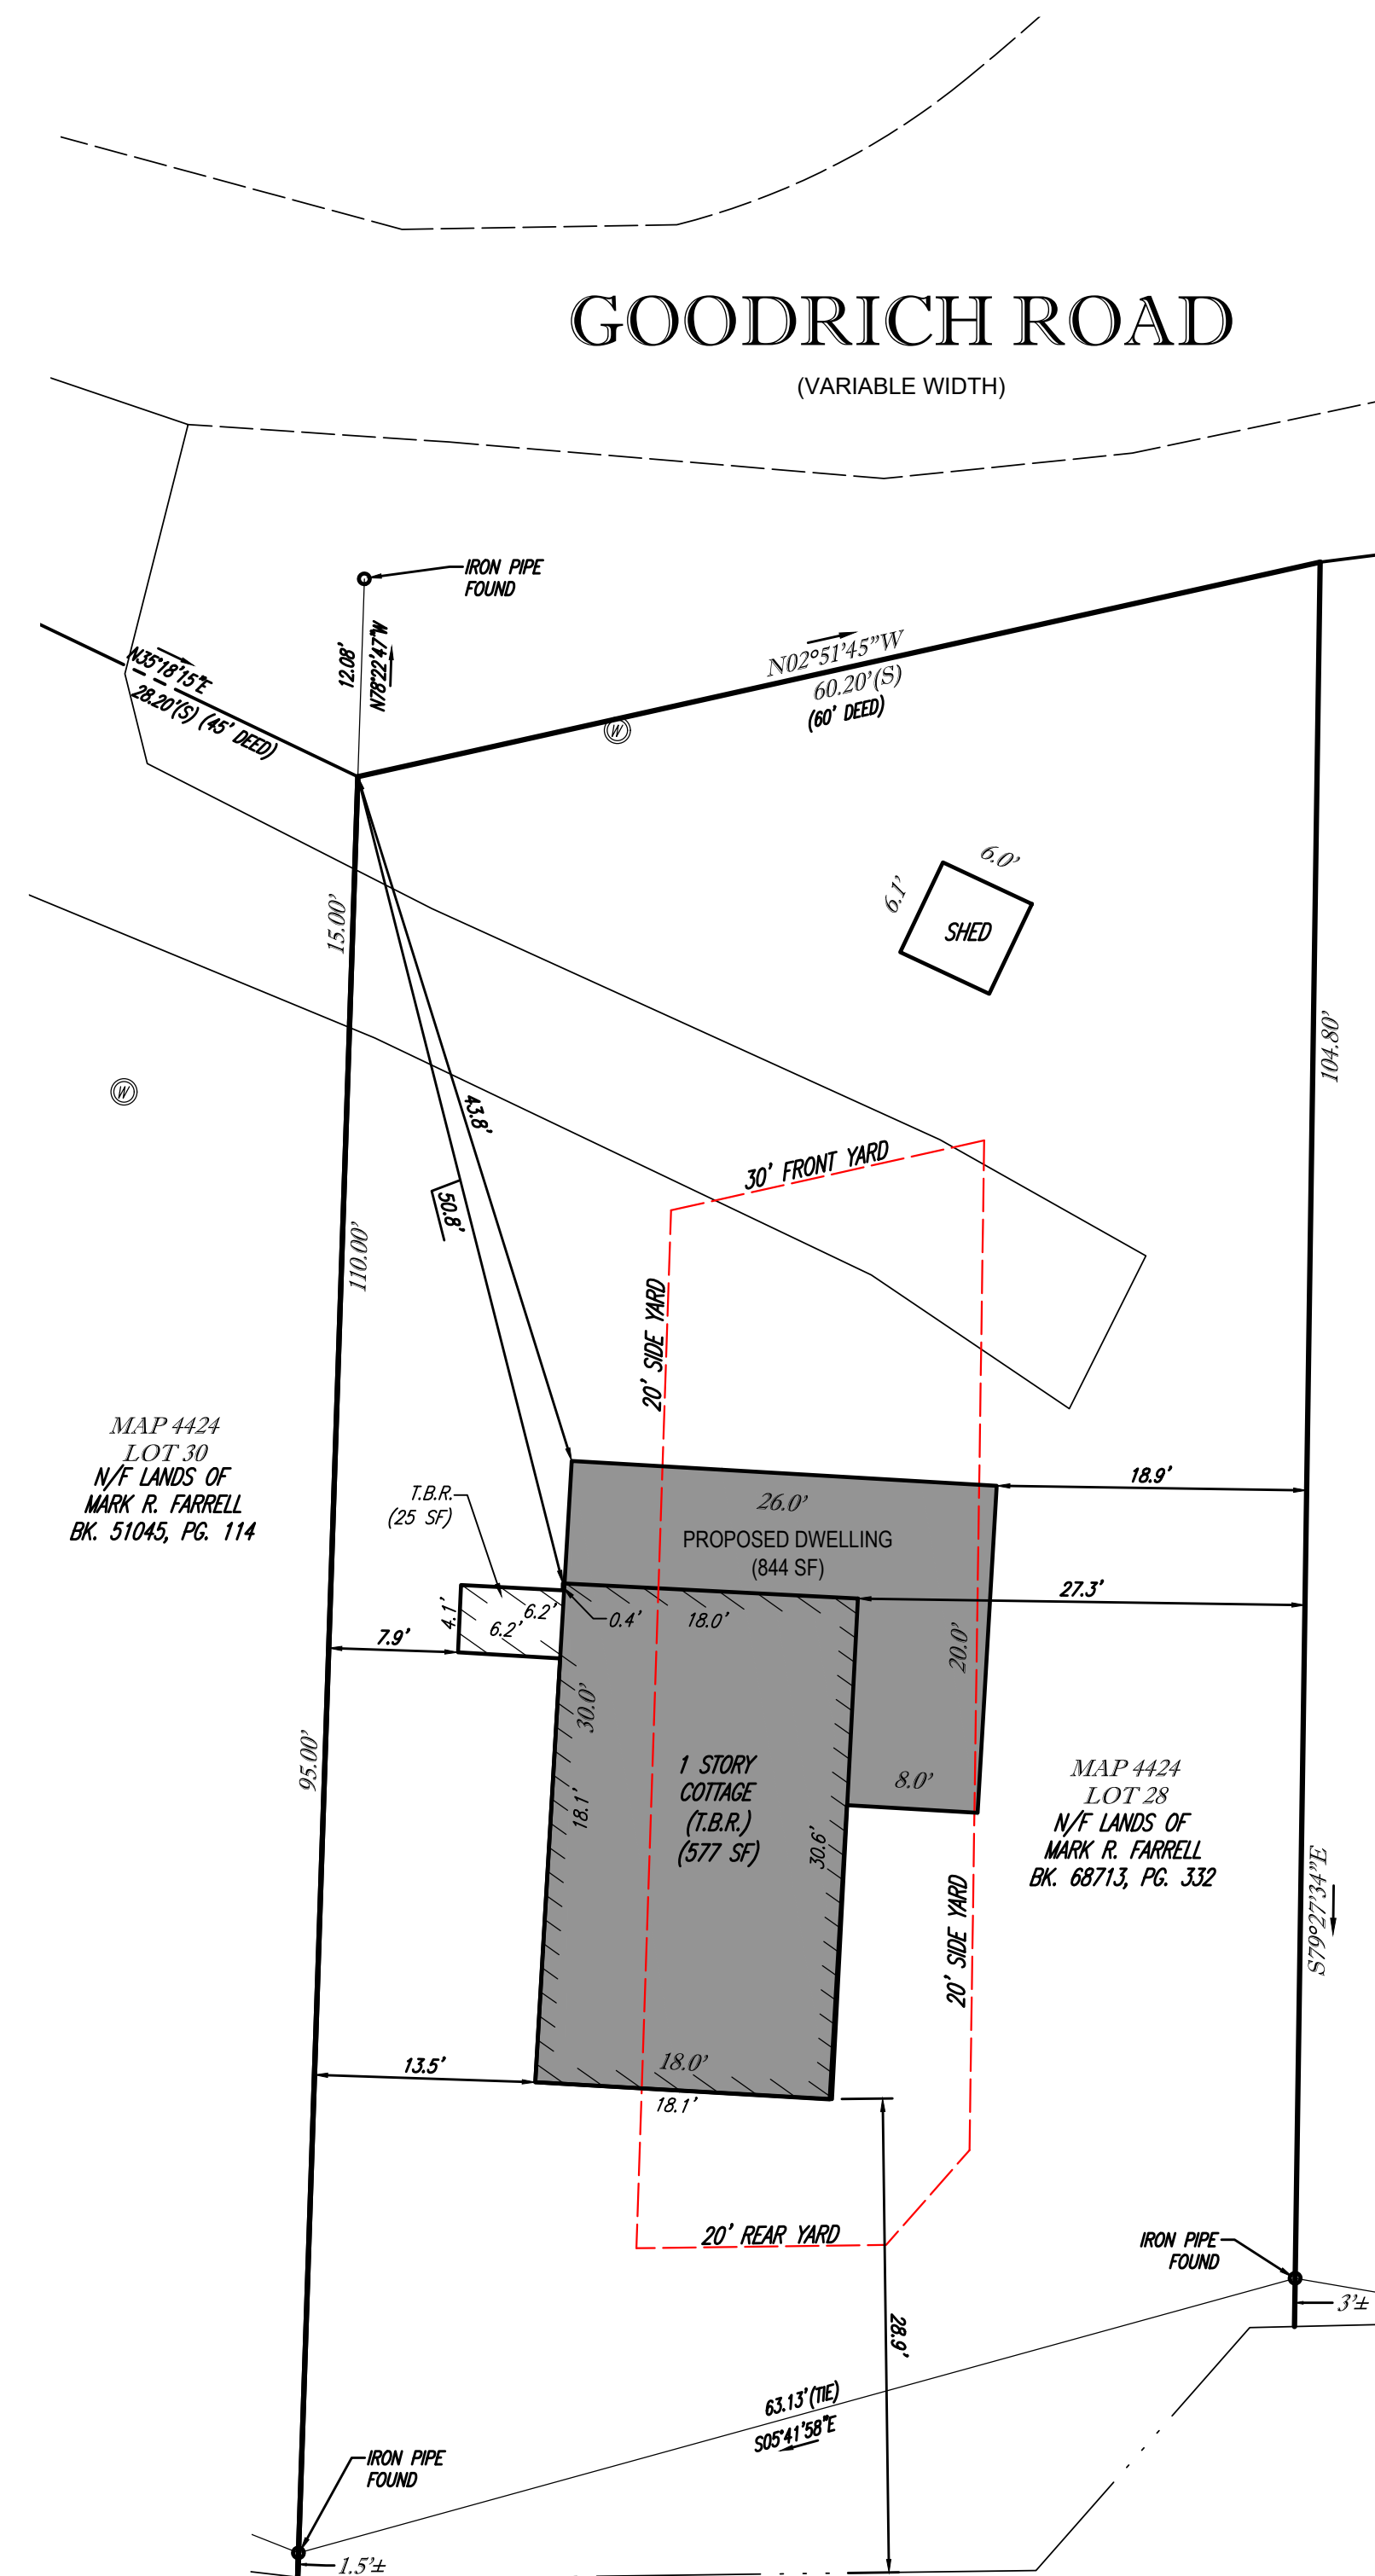 GOODRICH ROAD
(VARIABLE WIDTH)
IRON PIPE
FOUND
12.08'
N78°22'47"W
N35°18'15"E
28.20'(S) (45' DEED)
N02°51'45"W
60.20'(S)
(60' DEED)
W
6.0'
6.1'
SHED
15.00'
104.80'
W
43.8'
50.8'
30' FRONT YARD
110.00'
20' SIDE YARD
MAP 4424
LOT 30
N/F LANDS OF
MARK R. FARRELL
BK. 51045, PG. 114
T.B.R.
(25 SF)
18.9'
26.0'
PROPOSED DWELLING
(844 SF)
27.3'
4.1'
6.2'
6.2'
0.4'
18.0'
7.9'
20.0'
30.0'
95.00'
18.1'
1 STORY
COTTAGE
(T.B.R.)
(577 SF)
8.0'
30.6'
MAP 4424
LOT 28
N/F LANDS OF
MARK R. FARRELL
BK. 68713, PG. 332
20' SIDE YARD
S79°27'34"E
13.5'
18.0'
18.1'
20' REAR YARD
IRON PIPE
FOUND
3'±
28.9'
63.13'(TIE)
S05°41'58"E
IRON PIPE
FOUND
1.5'±